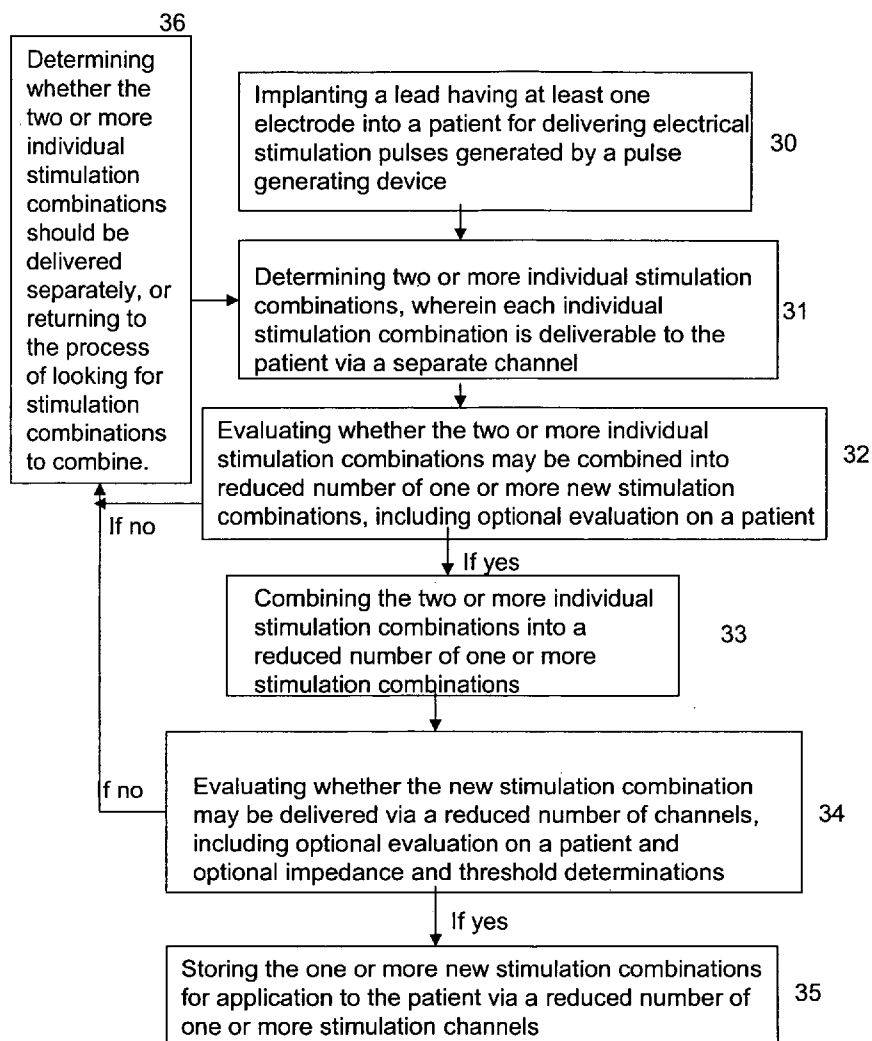 36
Determining
whether the
two or more
individual
stimulation
combinations
should be
delivered
separately, or
returning to
the process
of looking for
stimulation
combinations
to combine.
Implanting a lead having at least one
electrode into a patient for delivering electrical
stimulation pulses generated by a pulse
generating device
30
Determining two or more individual stimulation
combinations, wherein each individual
stimulation combination is deliverable to the
patient via a separate channel
31
Evaluating whether the two or more individual
stimulation combinations may be combined into
reduced number of one or more new stimulation
combinations, including optional evaluation on a patient
32
If no
If yes
Combining the two or more individual
stimulation combinations into a
reduced number of one or more
stimulation combinations
33
Evaluating whether the new stimulation combination
may be delivered via a reduced number of channels,
including optional evaluation on a patient and
optional impedance and threshold determinations
34
If no
If yes
Storing the one or more new stimulation combinations
for application to the patient via a reduced number of
one or more stimulation channels
35